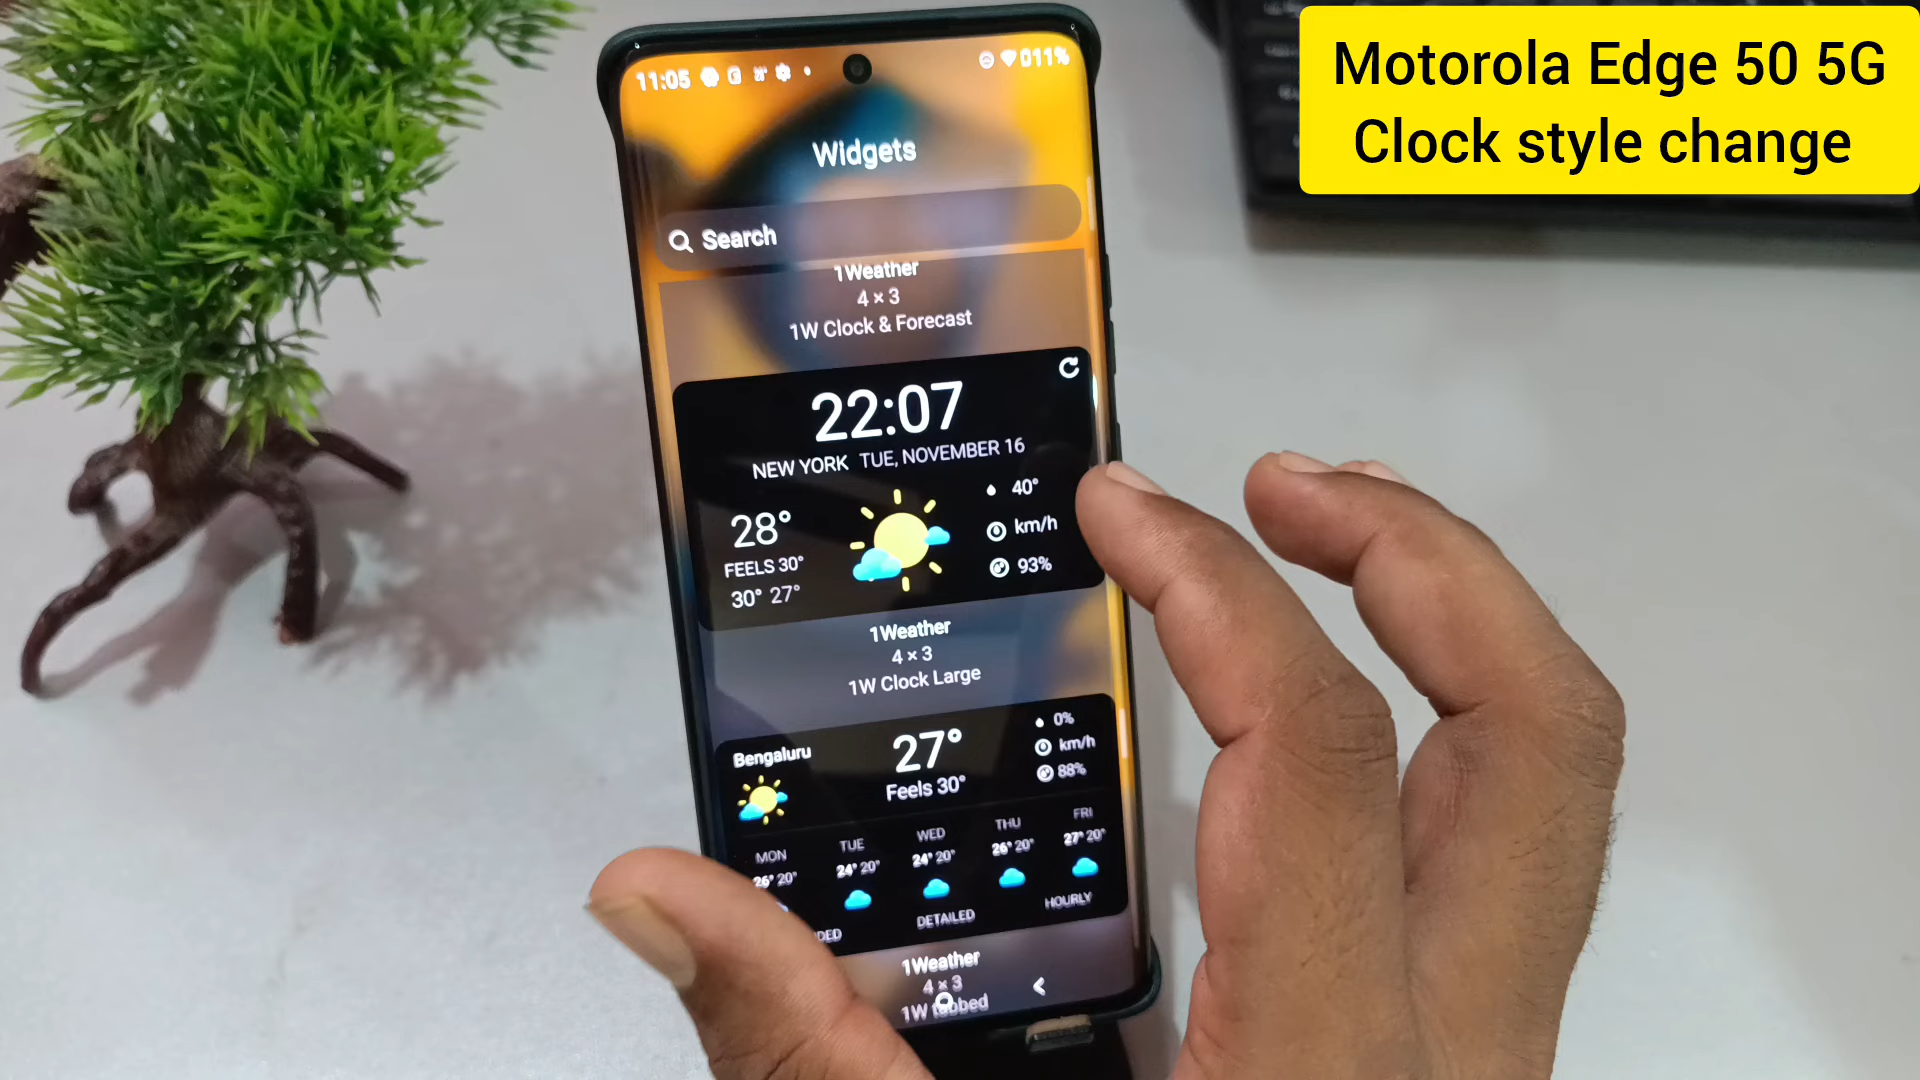 Motorola Edge 50 5G
Clock style change
11:05
11%
Widgets
Search
1Weather
4 × 3
1W Clock & Forecast
22:07
NEW YORK TUE, NOVEMBER 16
28°
FEELS 30°
30° 27°
40°
km/h
93%
1Weather
4 × 3
1W Clock Large
Bengaluru
27°
Feels 30°
0%
km/h
88%
MON TUE WED THU FRI
26° 20° 24° 20° 24° 20° 26° 20° 27° 20°
DED DETAILED HOURLY
1Weather
4 × 3
1W